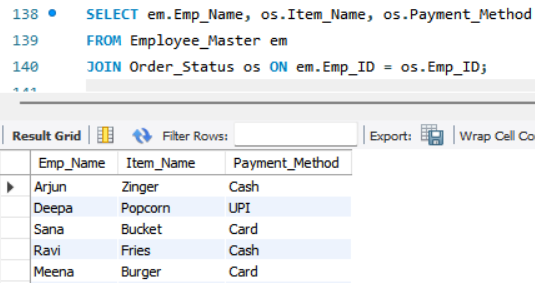 138 SELECT em.Emp_Name, os.Item_Name, os.Payment_Method
139 FROM Employee_Master em
140 JOIN Order_Status os ON em.Emp_ID = os.Emp_ID;
Result Grid Filter Rows: Export: Wrap Cell Co
Emp_Name Item_Name Payment_Method
Arjun Zinger Cash
Deepa Popcorn UPI
Sana Bucket Card
Ravi Fries Cash
Meena Burger Card